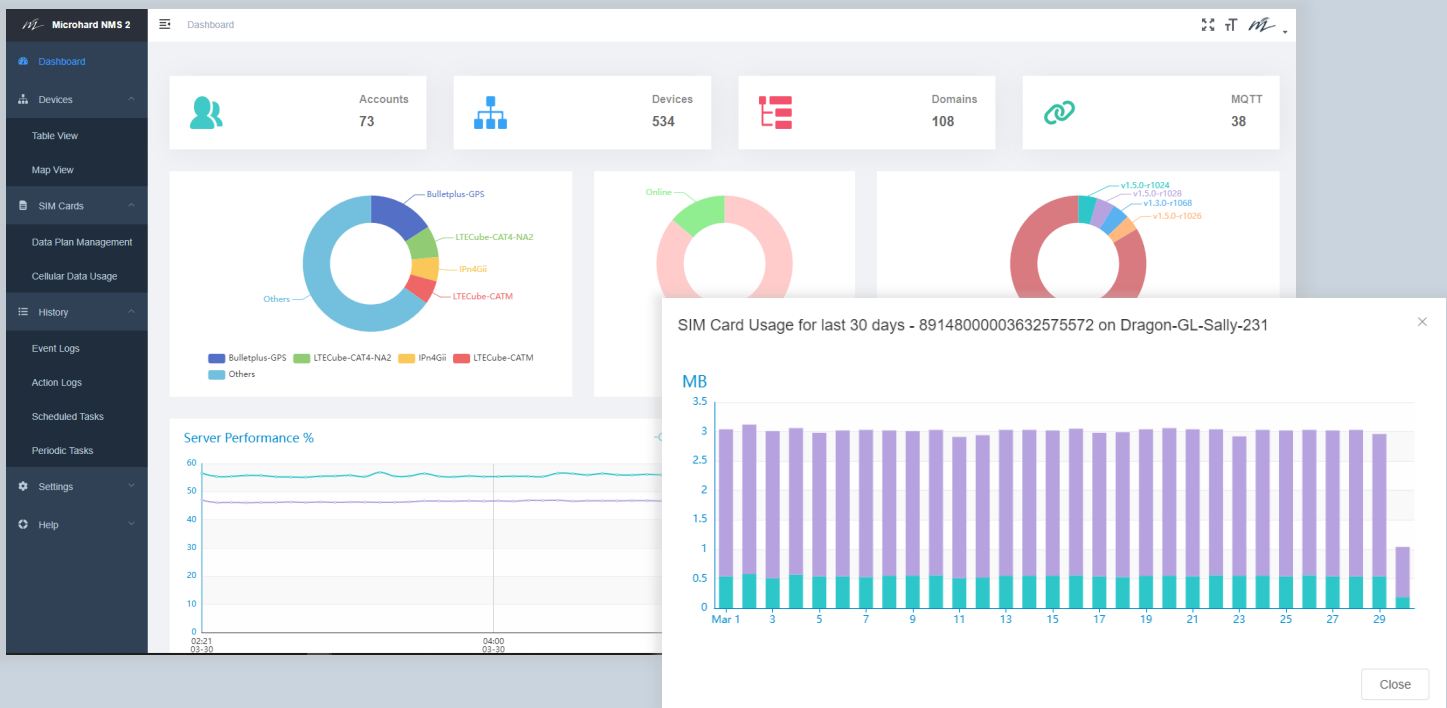 Microhard NMS 2
Dashboard
Dashboard
Devices
Table View
Map View
SIM Cards
Data Plan Management
Cellular Data Usage
History
Event Logs
Action Logs
Scheduled Tasks
Periodic Tasks
Settings
Help
Accounts
73
Devices
534
Domains
108
MQTT
38
Bulletplus-GPS
LTECube-CAT4-NA2
IPn4Gii
LTECube-CATM
Others
Bulletplus-GPS LTECube-CAT4-NA2 IPn4Gii LTECube-CATM
Others
Online
v1.5.0-r1024
v1.5.0-r1028
v1.3.0-r1068
v1.5.0-r1026
Server Performance %
60
50
40
30
20
10
0
02:21 04:00
03-30 03-30
SIM Card Usage for last 30 days - 89148000003632575572 on Dragon-GL-Sally-231
MB
3.5
3
2.5
2
1.5
1
0.5
0
Mar 1 3 5 7 9 11 13 15 17 19 21 23 25 27 29
Close